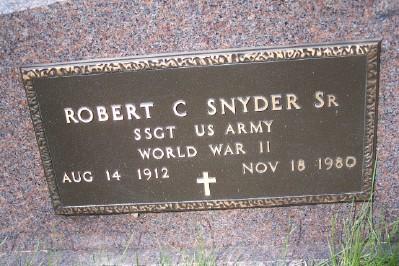 ROBERT C SNYDER SR
SSGT US ARMY
WORLD WAR II
AUG 14 1912 NOV 18 1980